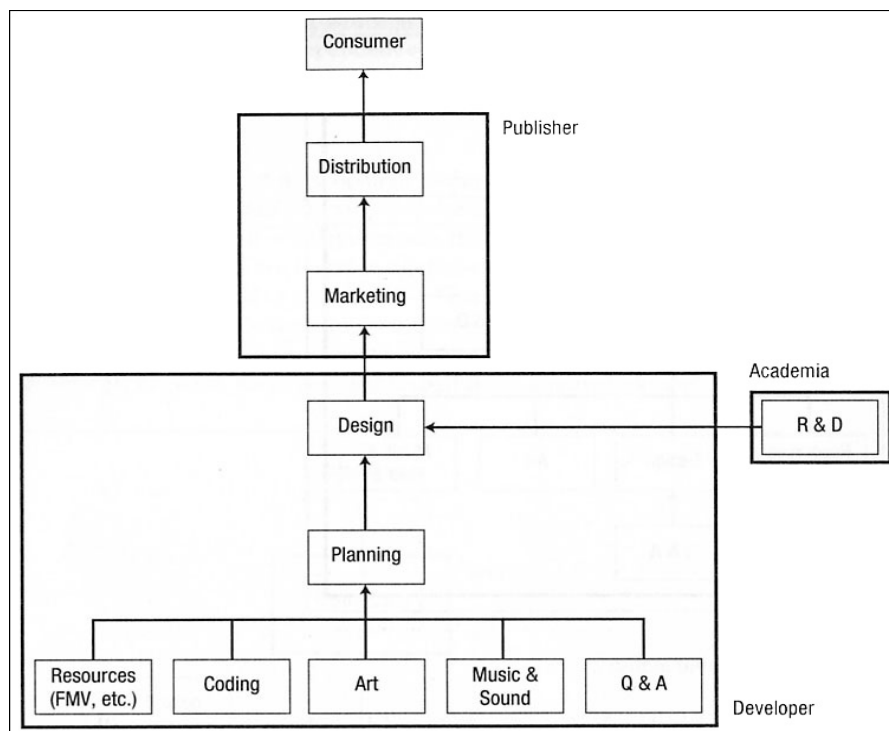 Consumer
Publisher
Distribution
Marketing
Academia
Design
R & D
Planning
Resources
(FMV, etc.)
Coding
Art
Music &
Sound
Q & A
Developer